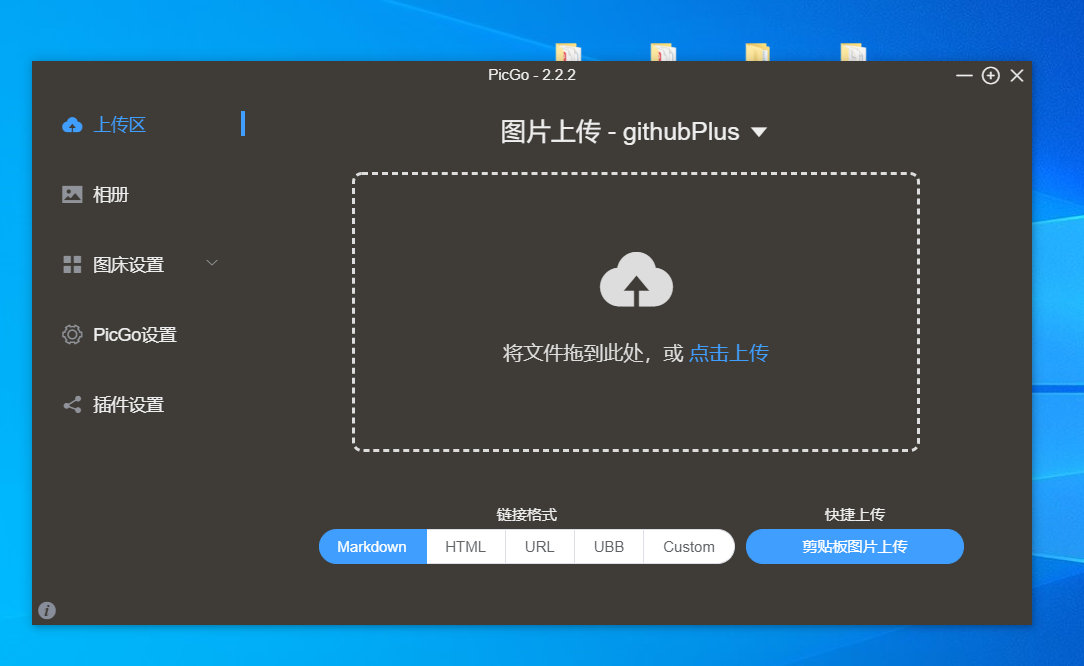 PicGo - 2.2.2
上传区
相册
图床设置
PicGo设置
插件设置
图片上传 - githubPlus
将文件拖到此处，或 点击上传
链接格式
Markdown HTML URL UBB Custom
快捷上传
剪贴板图片上传
i